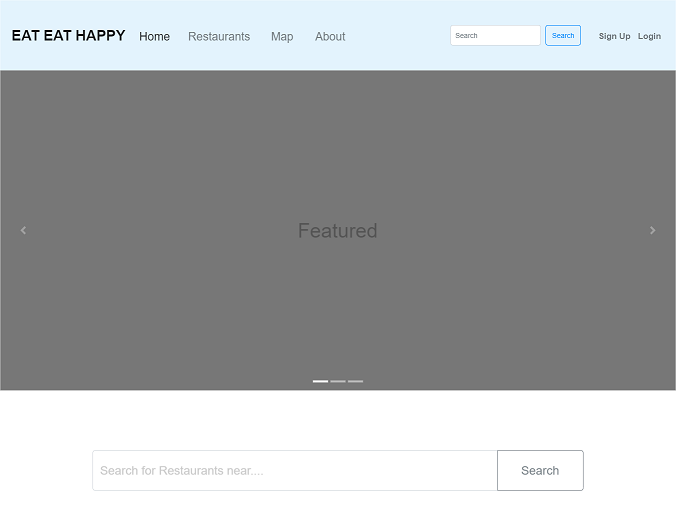 EAT EAT HAPPY Home Restaurants Map About Search Search Sign Up Login
Featured
Search for Restaurants near.... Search